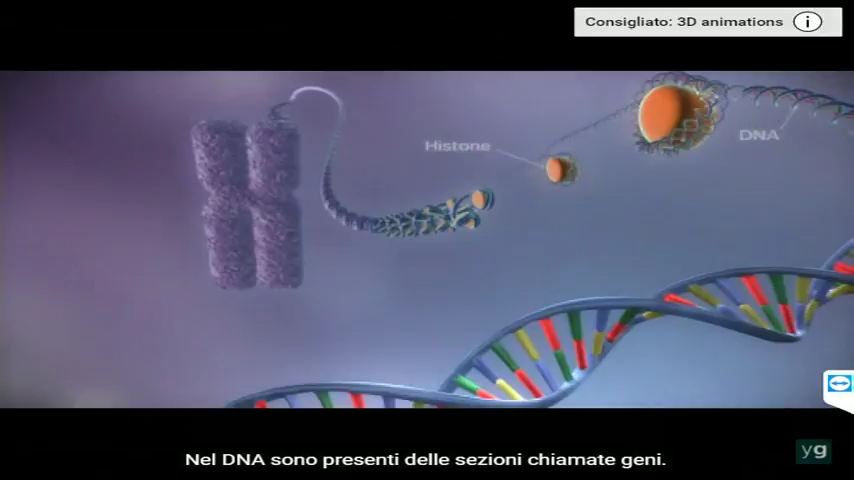 Consigliato: 3D animations i
Histone
DNA
Nel DNA sono presenti delle sezioni chiamate geni.
yg